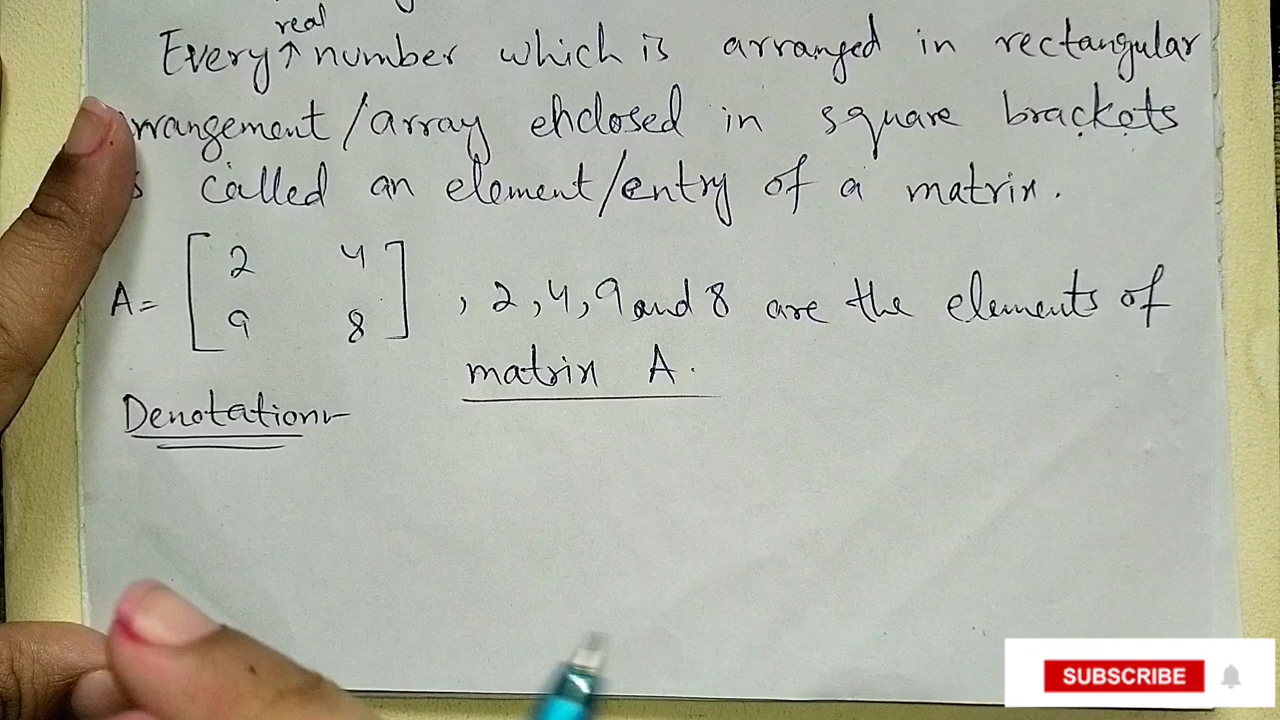 real
Every ↑ number which is arranged in rectangular
rrangement/array enclosed in square brackets
s called an element/entry of a matrix.
A = [ 2 4
9 8 ] , 2, 4, 9 and 8 are the elements of
matrix A.
Denotation:-
SUBSCRIBE